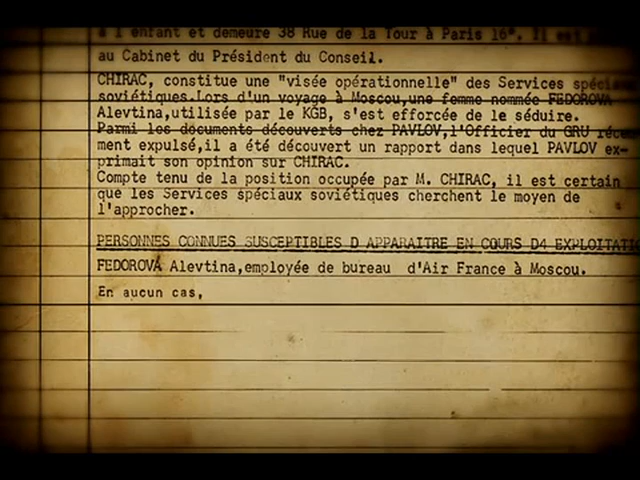 à l'enfant et demeure 38 Rue de la Tour à Paris 16°. Il est
au Cabinet du Président du Conseil.
CHIRAC, constitue une "visée opérationnelle" des Services spéciaux
soviétiques.Lors d'un voyage à Moscou,une femme nommée FEDOROVA
Alevtina,utilisée par le KGB, s'est efforcée de le séduire.
Parmi les documents découverts chez PAVLOV,l'Officier du GRU récem
ment expulsé,il a été découvert un rapport dans lequel PAVLOV ex-
primait son opinion sur CHIRAC.
Compte tenu de la position occupée par M. CHIRAC, il est certain
que les Services spéciaux soviétiques cherchent le moyen de
l'approcher.
PERSONNES CONNUES SUSCEPTIBLES D APPARAITRE EN COURS D4 EXPLOITATIO
FEDOROVA Alevtina,employée de bureau d'Air France à Moscou.
En aucun cas,